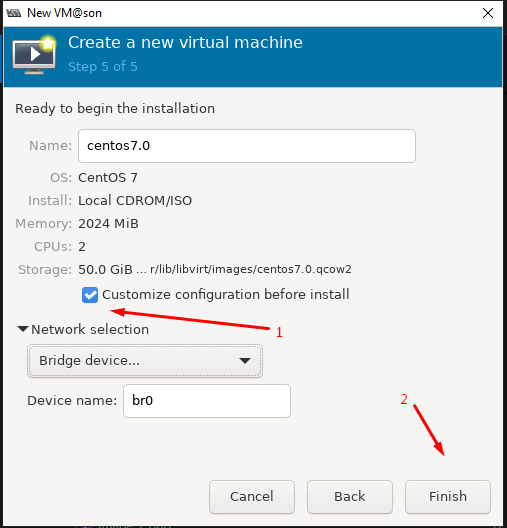 New VM@son
Create a new virtual machine
Step 5 of 5
Ready to begin the installation
Name: centos7.0
OS: CentOS 7
Install: Local CDROM/ISO
Memory: 2024 MiB
CPUs: 2
Storage: 50.0 GiB ... r/lib/libvirt/images/centos7.0.qcow2
Customize configuration before install
1
Network selection
Bridge device...
Device name: br0
2
Cancel Back Finish